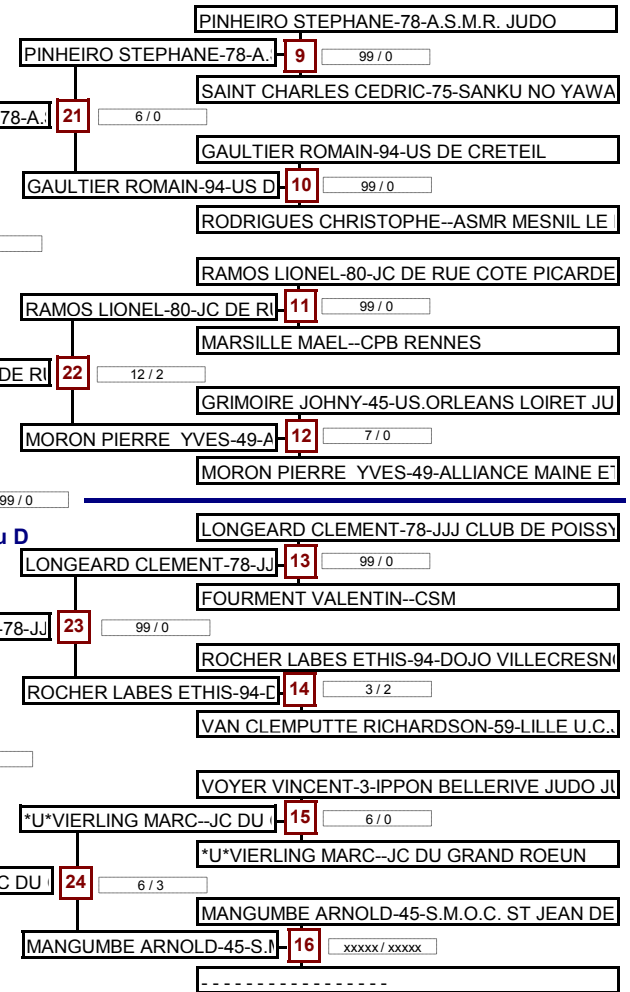 PINHEIRO STEPHANE-78-A.S.M.R. JUDO
PINHEIRO STEPHANE-78-A.
9
99 / 0
SAINT CHARLES CEDRIC-75-SANKU NO YAWA
78-A.
21
6 / 0
GAULTIER ROMAIN-94-US DE CRETEIL
GAULTIER ROMAIN-94-US D
10
99 / 0
RODRIGUES CHRISTOPHE--ASMR MESNIL LE
RAMOS LIONEL-80-JC DE RUE COTE PICARDE
RAMOS LIONEL-80-JC DE RU
11
99 / 0
MARSILLE MAEL--CPB RENNES
DE RU
22
12 / 2
GRIMOIRE JOHNY-45-US.ORLEANS LOIRET JU
MORON PIERRE  YVES-49-A
12
7 / 0
MORON PIERRE  YVES-49-ALLIANCE MAINE ET
99 / 0
u D
LONGEARD CLEMENT-78-JJJ CLUB DE POISSY
LONGEARD CLEMENT-78-JJ
13
99 / 0
FOURMENT VALENTIN--CSM
-78-JJ
23
99 / 0
ROCHER LABES ETHIS-94-DOJO VILLECRESN
ROCHER LABES ETHIS-94-D
14
3 / 2
VAN CLEMPUTTE RICHARDSON-59-LILLE U.C.
VOYER VINCENT-3-IPPON BELLERIVE JUDO JU
*U*VIERLING MARC--JC DU
15
6 / 0
*U*VIERLING MARC--JC DU GRAND ROEUN
C DU
24
6 / 3
MANGUMBE ARNOLD-45-S.M.O.C. ST JEAN DE
MANGUMBE ARNOLD-45-S.M
16
xxxxx / xxxxx
- - - - - - - - - - - - - - - - -